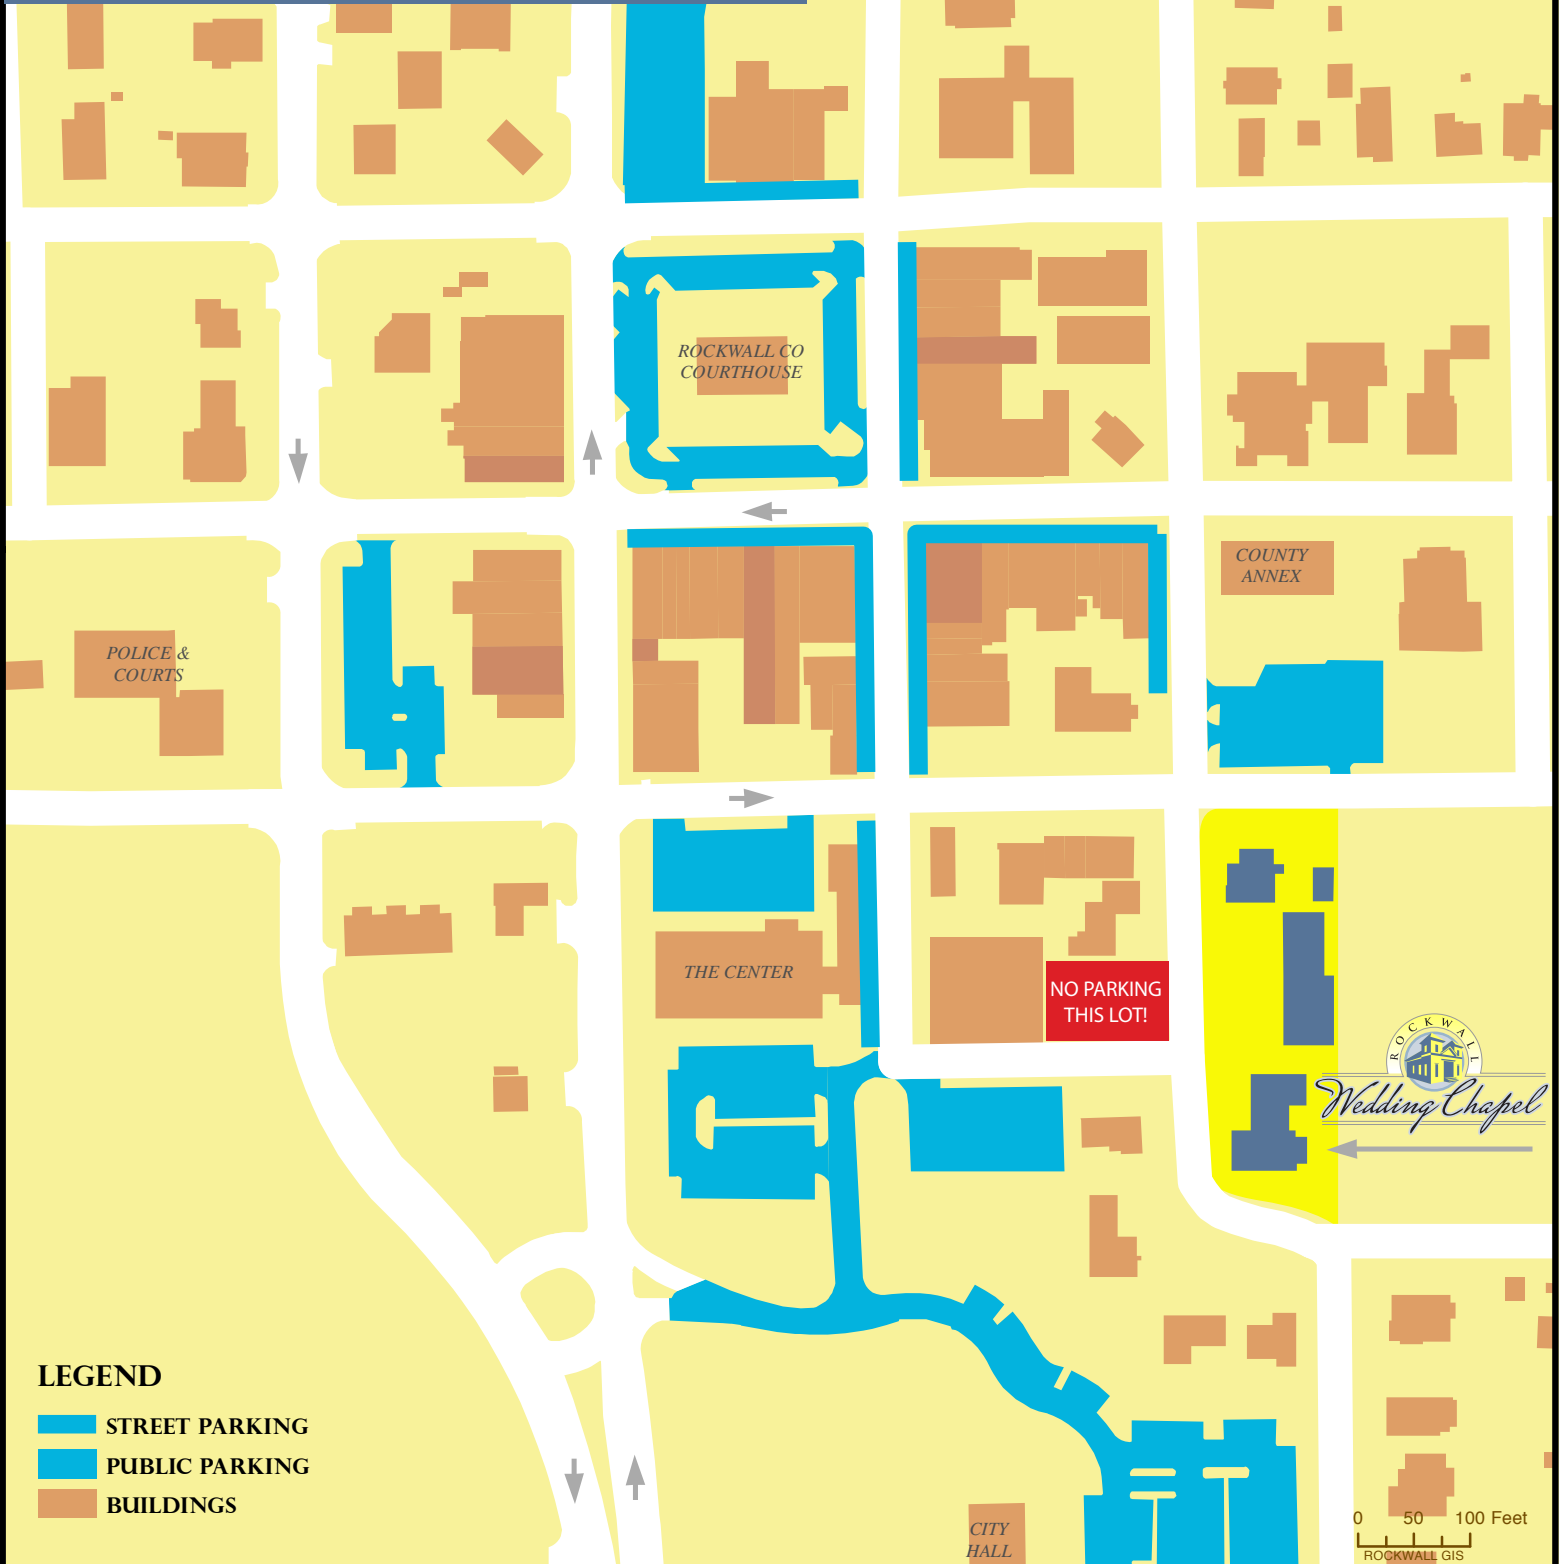 ROCKWALL CO
COURTHOUSE
COUNTY
ANNEX
POLICE &
COURTS
THE CENTER
NO PARKING
THIS LOT!
ROCKWALL
Wedding Chapel
LEGEND
STREET PARKING
PUBLIC PARKING
BUILDINGS
CITY
HALL
0 50 100 Feet
ROCKWALL GIS